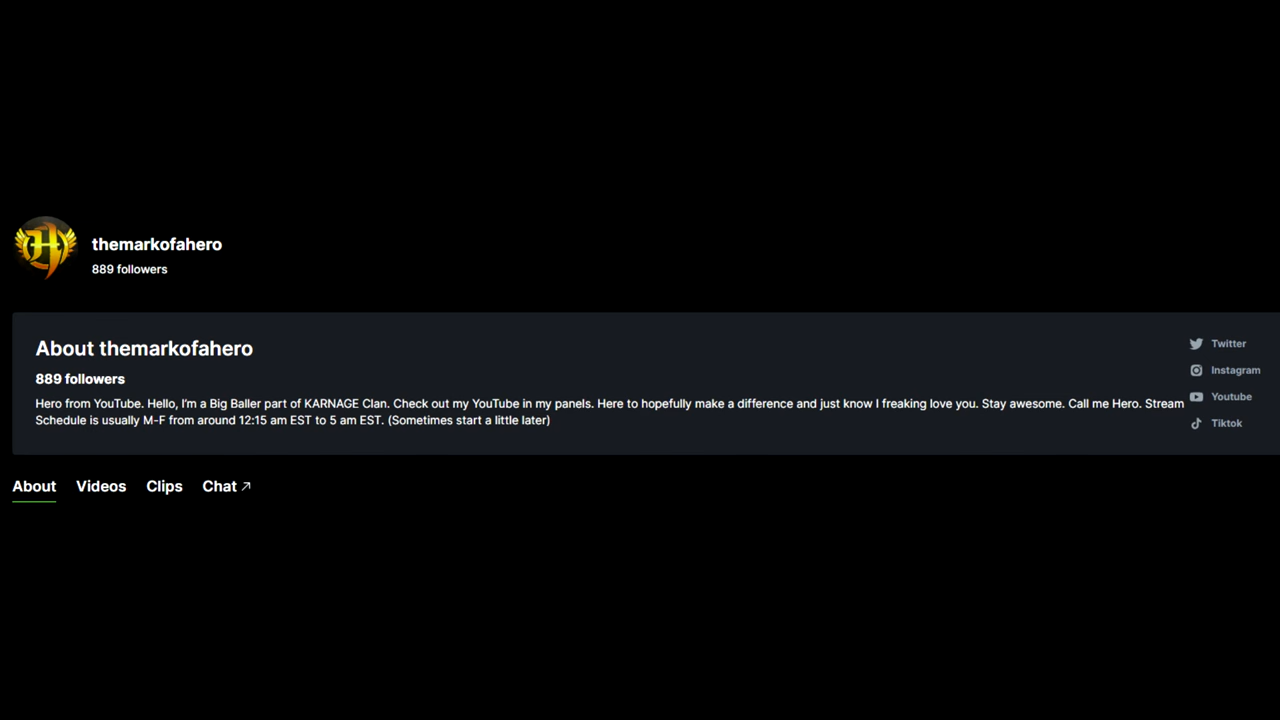 themarkofahero
889 followers
About themarkofahero
889 followers
Hero from YouTube. Hello, I'm a Big Baller part of KARNAGE Clan. Check out my YouTube in my panels. Here to hopefully make a difference and just know I freaking love you. Stay awesome. Call me Hero. Stream
Schedule is usually M-F from around 12:15 am EST to 5 am EST. (Sometimes start a little later)
Twitter
Instagram
Youtube
Tiktok
About Videos Clips Chat ↗